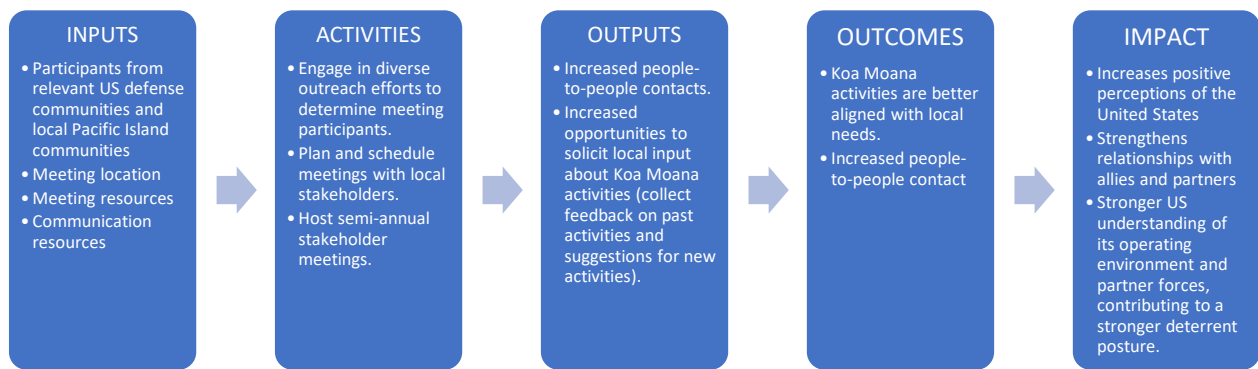 INPUTS
• Participants from
relevant US defense
communities and
local Pacific Island
communities
• Meeting location
• Meeting resources
• Communication
resources
ACTIVITIES
• Engage in diverse
outreach efforts to
determine meeting
participants.
• Plan and schedule
meetings with local
stakeholders.
• Host semi-annual
stakeholder
meetings.
OUTPUTS
• Increased people-
to-people contacts.
• Increased
opportunities to
solicit local input
about Koa Moana
activities (collect
feedback on past
activities and
suggestions for new
activities).
OUTCOMES
• Koa Moana
activities are better
aligned with local
needs.
• Increased people-
to-people contact
IMPACT
• Increases positive
perceptions of the
United States
• Strengthens
relationships with
allies and partners
• Stronger US
understanding of
its operating
environment and
partner forces,
contributing to a
stronger deterrent
posture.